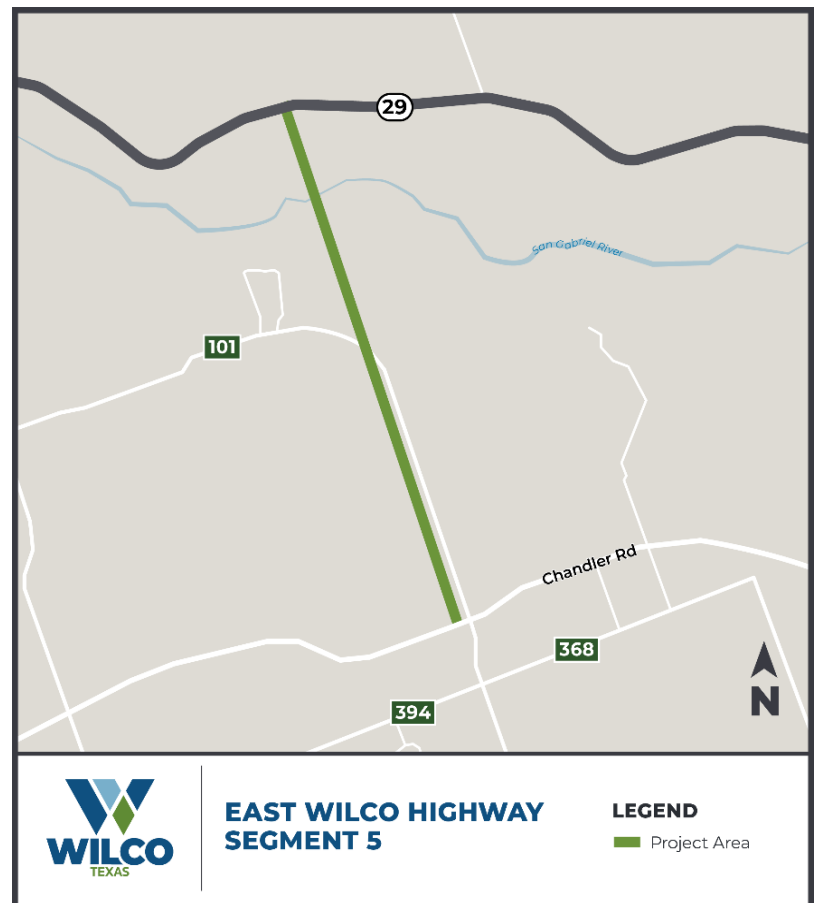 29
San Gabriel River
101
Chandler Rd
368
394
N
WILCO
TEXAS
EAST WILCO HIGHWAY
SEGMENT 5
LEGEND
Project Area